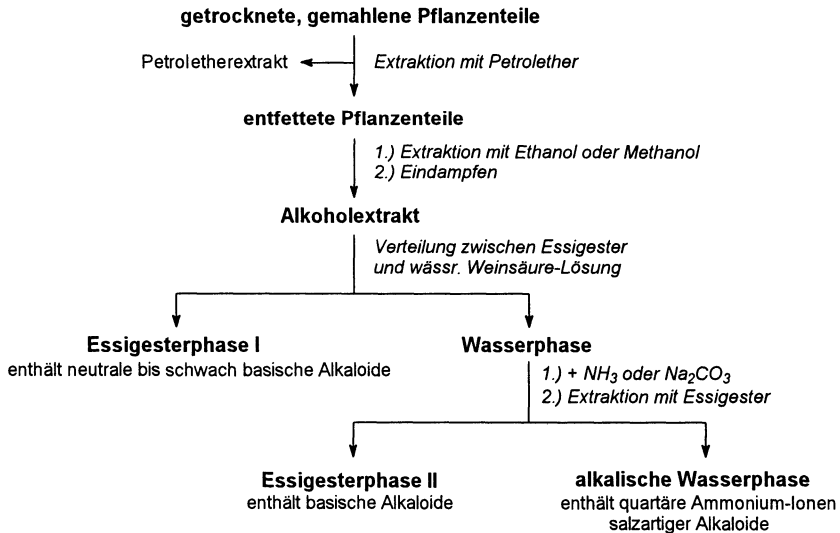 getrocknete, gemahlene Pflanzenteile
Petroletherextrakt
Extraktion mit Petrolether
entfettete Pflanzenteile
1.) Extraktion mit Ethanol oder Methanol
2.) Eindampfen
Alkoholextrakt
Verteilung zwischen Essigester
und wässr. Weinsäure-Lösung
Essigesterphase I
enthält neutrale bis schwach basische Alkaloide
Wasserphase
1.) + NH₃ oder Na₂CO₃
2.) Extraktion mit Essigester
Essigesterphase II
enthält basische Alkaloide
alkalische Wasserphase
enthält quartäre Ammonium-Ionen
salzartiger Alkaloide